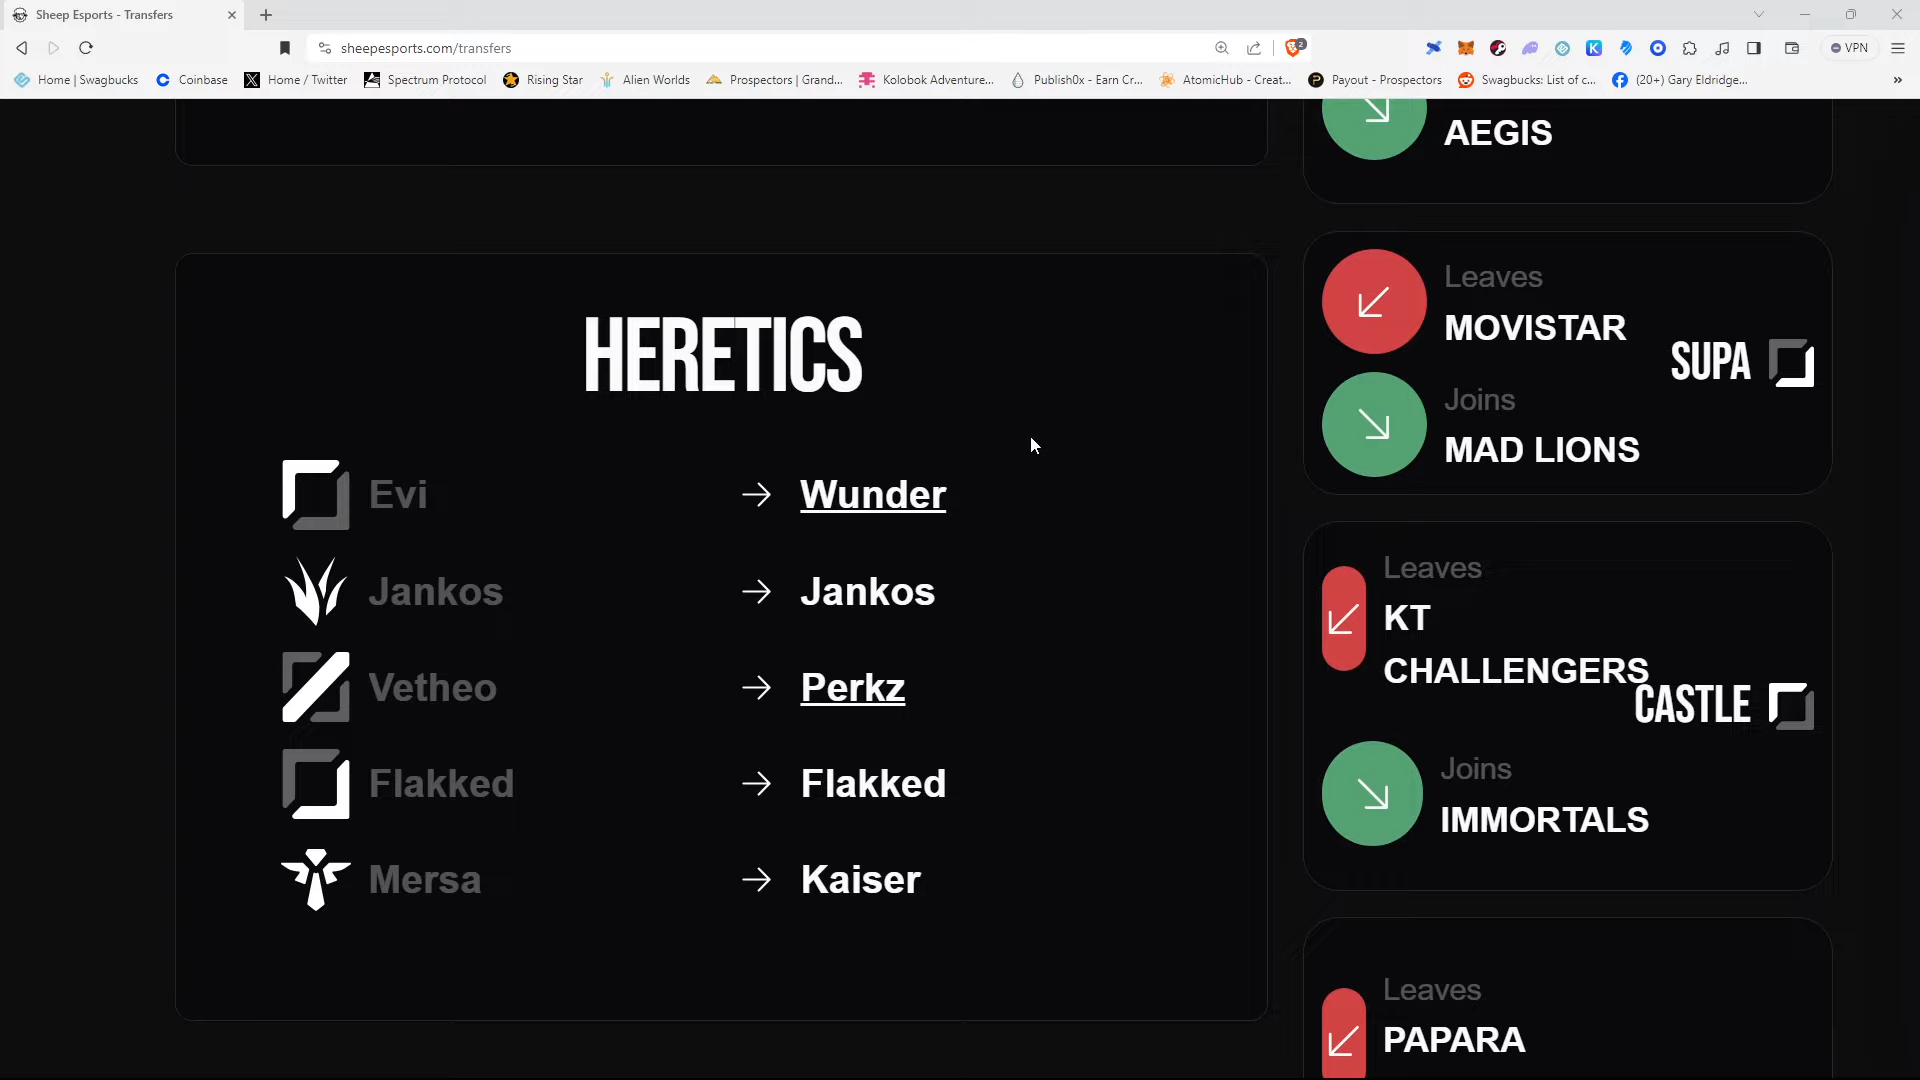 Sheep Esports - Transfers
sheepesports.com/transfers
2
VPN
Home | Swagbucks
Coinbase
Home / Twitter
Spectrum Protocol
Rising Star
Alien Worlds
Prospectors | Grand...
Kolobok Adventure...
Publish0x - Earn Cr...
AtomicHub - Creat...
Payout - Prospectors
Swagbucks: List of c...
(20+) Gary Eldridge...
HERETICS
Evi → Wunder
Jankos → Jankos
Vetheo → Perkz
Flakked → Flakked
Mersa → Kaiser
AEGIS
Leaves
MOVISTAR
SUPA
Joins
MAD LIONS
Leaves
KT
CHALLENGERS
CASTLE
Joins
IMMORTALS
Leaves
PAPARA